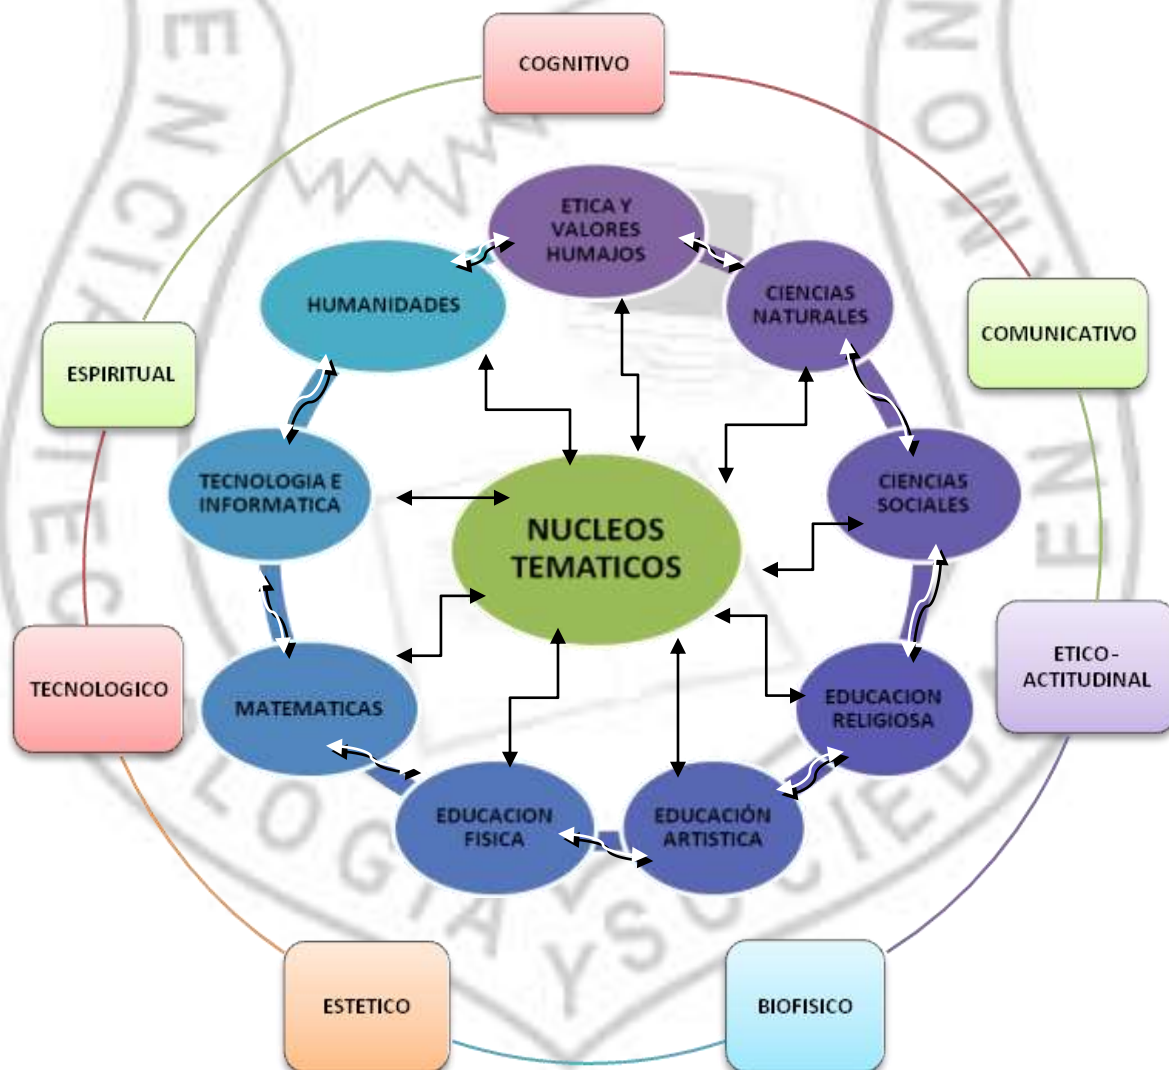 COGNITIVO
ETICA Y
VALORES
HUMAJOS
HUMANIDADES
CIENCIAS
NATURALES
COMUNICATIVO
ESPIRITUAL
TECNOLOGIA E
INFORMATICA
CIENCIAS
SOCIALES
NUCLEOS
TEMATICOS
ETICO-
ACTITUDINAL
TECNOLOGICO
MATEMATICAS
EDUCACION
RELIGIOSA
EDUCACION
FISICA
EDUCACIÓN
ARTISTICA
ESTETICO
BIOFISICO
Y SOCIEDA